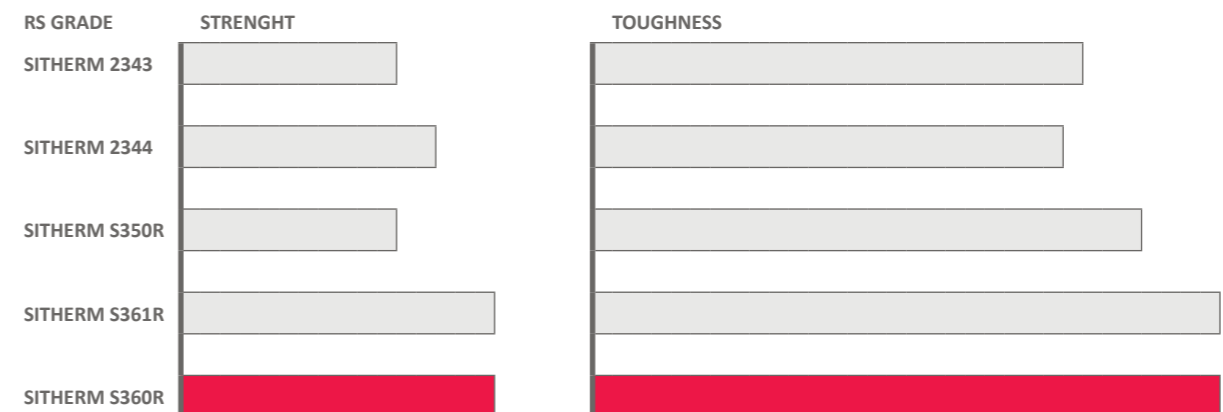 RS GRADE STRENGHT TOUGHNESS
SITHERM 2343
SITHERM 2344
SITHERM S350R
SITHERM S361R
SITHERM S360R